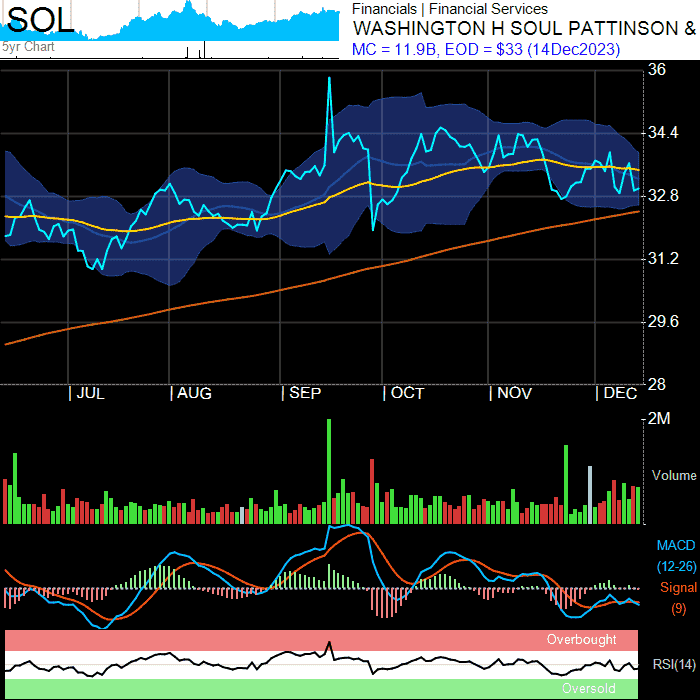 SOL
5yr Chart
Financials | Financial Services
WASHINGTON H SOUL PATTINSON &
MC = 11.9B, EOD = $33 (14Dec2023)
36
34.4
32.8
31.2
29.6
28
| JUL | AUG | SEP | OCT | NOV | DEC
2M
Volume
MACD
(12-26)
Signal
(9)
Overbought
RSI(14)
Oversold